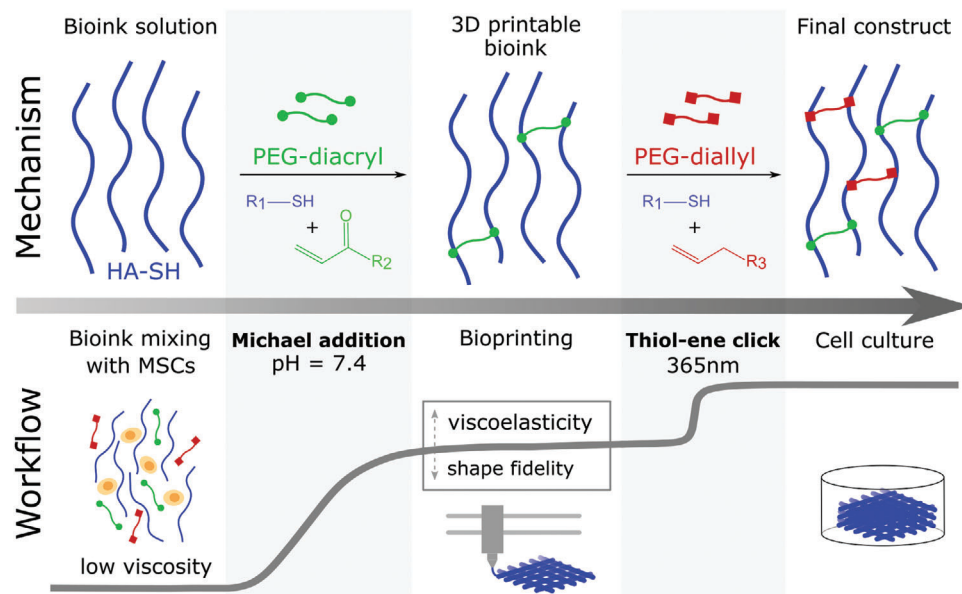 Mechanism
Bioink solution
HA-SH
PEG-diacryl
R1—SH
+
O
R2
3D printable
bioink
PEG-diallyl
R1—SH
+
R3
Final construct
Workflow
Bioink mixing
with MSCs
low viscosity
Michael addition
pH = 7.4
Bioprinting
viscoelasticity
shape fidelity
Thiol-ene click
365nm
Cell culture